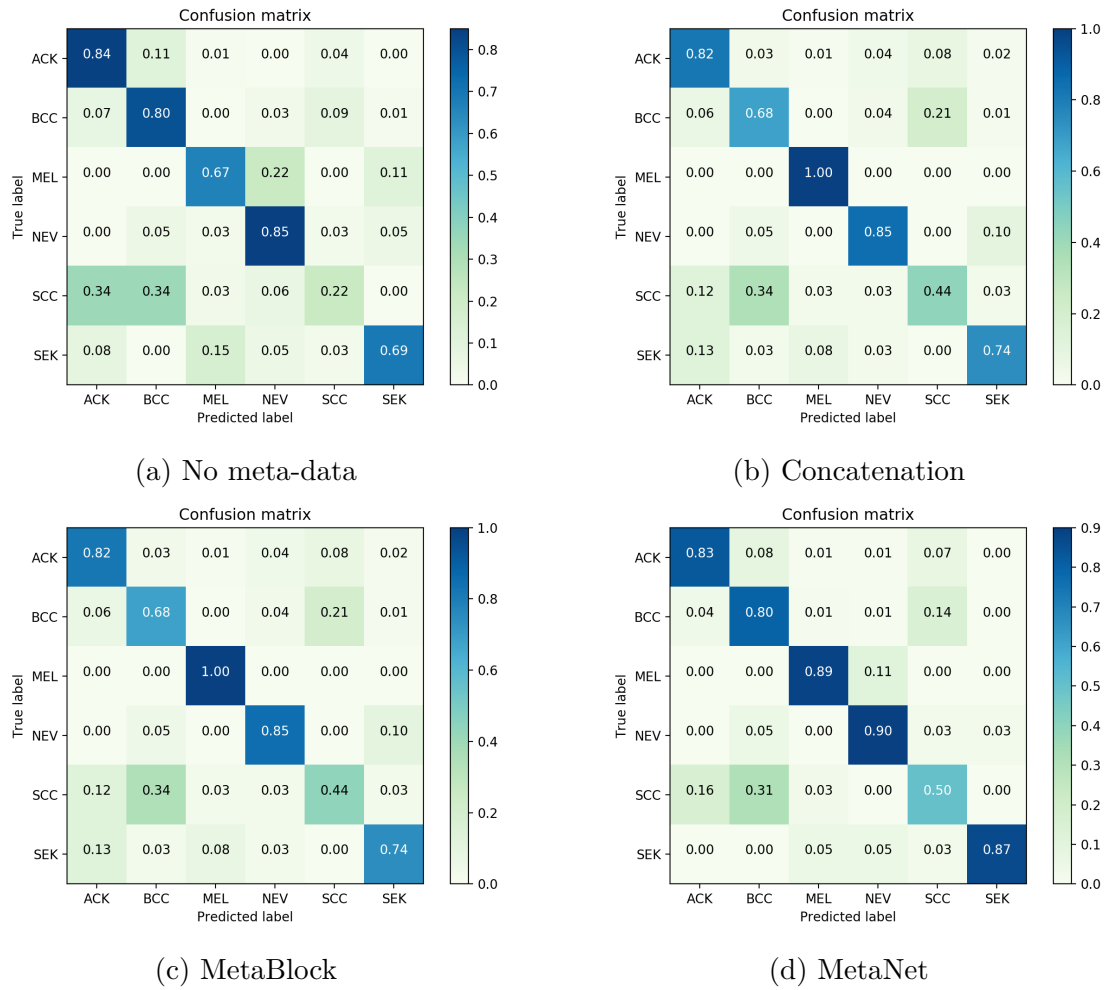 Confusion matrix
ACK 0.84 0.11 0.01 0.00 0.04 0.00
BCC 0.07 0.80 0.00 0.03 0.09 0.01
MEL 0.00 0.00 0.67 0.22 0.00 0.11
NEV 0.00 0.05 0.03 0.85 0.03 0.05
SCC 0.34 0.34 0.03 0.06 0.22 0.00
SEK 0.08 0.00 0.15 0.05 0.03 0.69
ACK BCC MEL NEV SCC SEK
Predicted label
True label
0.8
0.7
0.6
0.5
0.4
0.3
0.2
0.1
0.0
(a) No meta-data
Confusion matrix
ACK 0.82 0.03 0.01 0.04 0.08 0.02
BCC 0.06 0.68 0.00 0.04 0.21 0.01
MEL 0.00 0.00 1.00 0.00 0.00 0.00
NEV 0.00 0.05 0.00 0.85 0.00 0.10
SCC 0.12 0.34 0.03 0.03 0.44 0.03
SEK 0.13 0.03 0.08 0.03 0.00 0.74
ACK BCC MEL NEV SCC SEK
Predicted label
True label
1.0
0.8
0.6
0.4
0.2
0.0
(b) Concatenation
Confusion matrix
ACK 0.82 0.03 0.01 0.04 0.08 0.02
BCC 0.06 0.68 0.00 0.04 0.21 0.01
MEL 0.00 0.00 1.00 0.00 0.00 0.00
NEV 0.00 0.05 0.00 0.85 0.00 0.10
SCC 0.12 0.34 0.03 0.03 0.44 0.03
SEK 0.13 0.03 0.08 0.03 0.00 0.74
ACK BCC MEL NEV SCC SEK
Predicted label
True label
1.0
0.8
0.6
0.4
0.2
0.0
(c) MetaBlock
Confusion matrix
ACK 0.83 0.08 0.01 0.01 0.07 0.00
BCC 0.04 0.80 0.01 0.01 0.14 0.00
MEL 0.00 0.00 0.89 0.11 0.00 0.00
NEV 0.00 0.05 0.00 0.90 0.03 0.03
SCC 0.16 0.31 0.03 0.00 0.50 0.00
SEK 0.00 0.00 0.05 0.05 0.03 0.87
ACK BCC MEL NEV SCC SEK
Predicted label
True label
0.9
0.8
0.7
0.6
0.5
0.4
0.3
0.2
0.1
0.0
(d) MetaNet